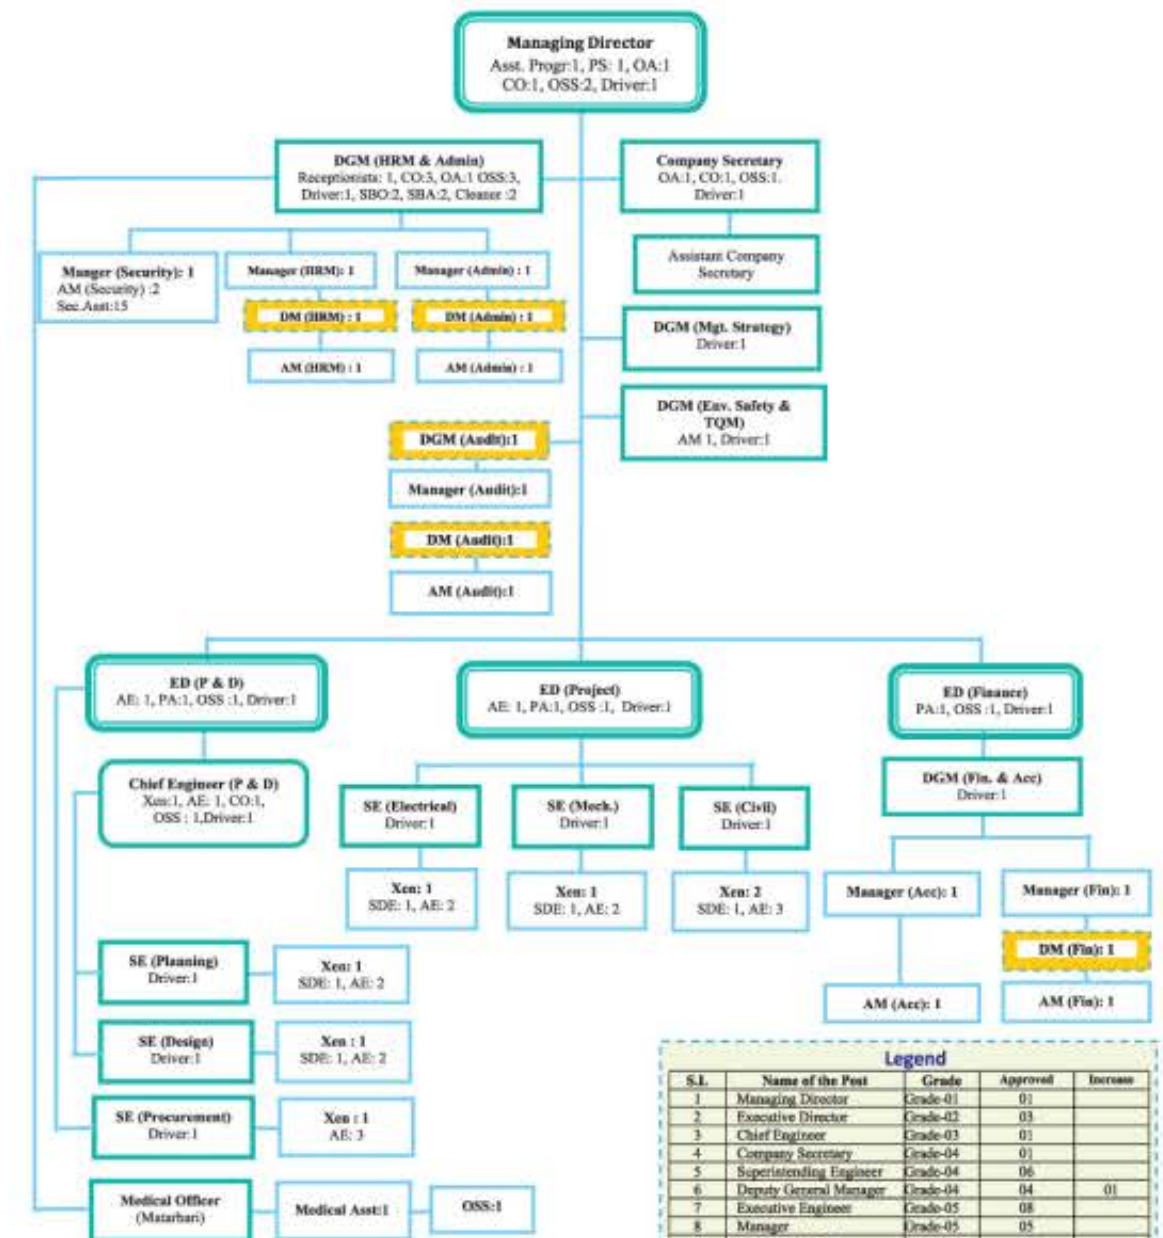 Managing Director
Asst. Progr:1, PS: 1, OA:1
CO:1, OSS:2, Driver:1
DGM (HRM & Admin)
Receptionists: 1, CO:3, OA:1 OSS:3,
Driver:1, SBO:2, SBA:2, Cleaner :2
Company Secretary
OA:1, CO:1, OSS:1.
Driver:1
Assistant Company
Secretary
Manger (Security): 1
AM (Security) :2
Sec.Asst:15
Manager (HRM): 1
Manager (Admin) : 1
DM (HRM) : 1
DM (Admin) : 1
AM (HRM) : 1
AM (Admin) : 1
DGM (Mgt. Strategy)
Driver:1
DGM (Env. Safety &
TQM)
AM 1, Driver:1
DGM (Audit):1
Manager (Audit):1
DM (Audit):1
AM (Audit):1
ED (P & D)
AE: 1, PA:1, OSS :1, Driver:1
ED (Project)
AE: 1, PA:1, OSS :1, Driver:1
ED (Finance)
PA:1, OSS :1, Driver:1
Chief Engineer (P & D)
Xen:1, AE: 1, CO:1,
OSS : 1,Driver:1
SE (Electrical)
Driver:1
SE (Mech.)
Driver:1
SE (Civil)
Driver:1
DGM (Fin. & Acc)
Driver:1
Xen: 1
SDE: 1, AE: 2
Xen: 1
SDE: 1, AE: 2
Xen: 2
SDE: 1, AE: 3
Manager (Acc): 1
Manager (Fin): 1
DM (Fin): 1
AM (Acc): 1
AM (Fin): 1
SE (Planning)
Driver:1
Xen: 1
SDE: 1, AE: 2
SE (Design)
Driver:1
Xen : 1
SDE: 1, AE: 2
SE (Procurement)
Driver:1
Xen : 1
AE: 3
Medical Officer
(Matarbari)
Medical Asst:1
OSS:1
Legend
S.L. Name of the Post Grade Approved Increase
1 Managing Director Grade-01 01
2 Executive Director Grade-02 03
3 Chief Engineer Grade-03 01
4 Company Secretary Grade-04 01
5 Superintending Engineer Grade-04 06
6 Deputy General Manager Grade-04 04 01
7 Executive Engineer Grade-05 08
8 Manager Grade-05 05